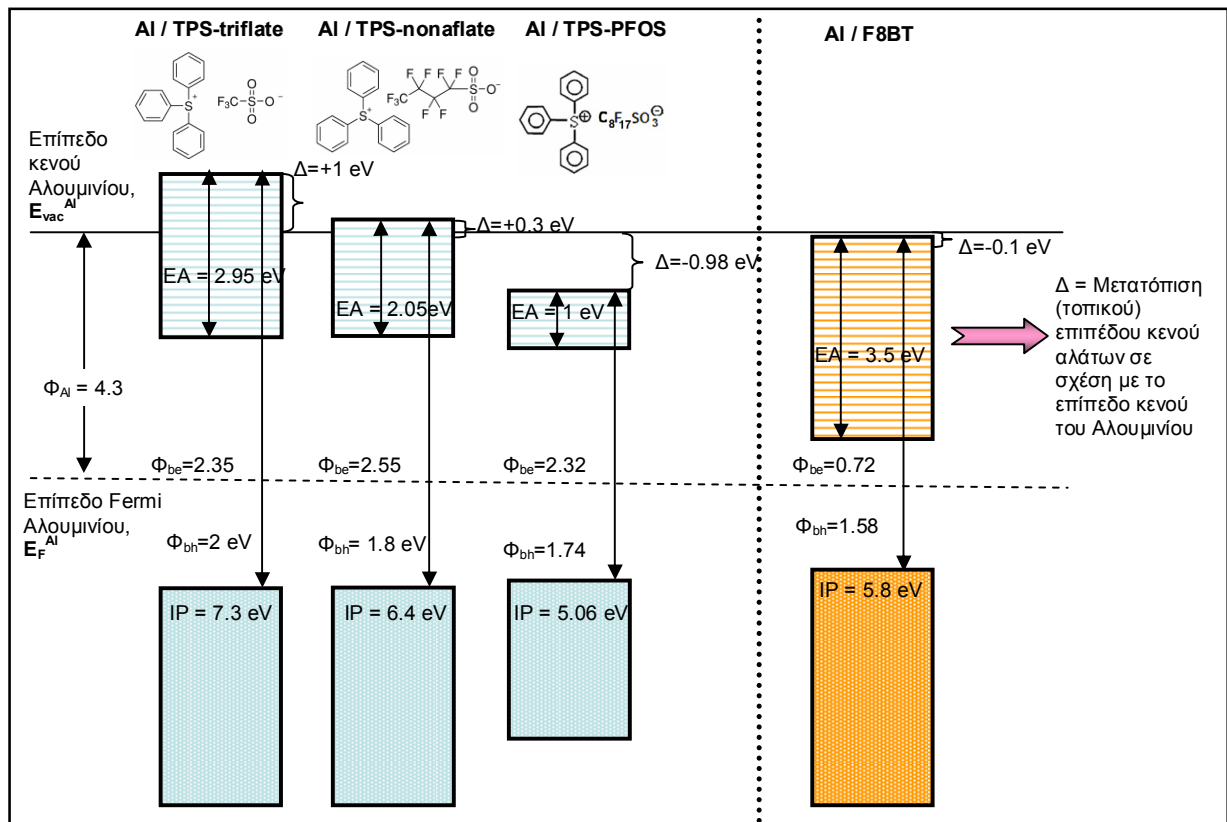 Al / TPS-triflate
Al / TPS-nonaflate
Al / TPS-PFOS
Al / F8BT
S+
F3C
O
S
O
O-
S+
F3C
F
F
F
F
F
F
F
F
O
S
O
O-
S⊕
C8F17SO3⊖
Επίπεδο
κενού
Αλουμινίου,
Evac^Al
Δ=+1 eV
Δ=+0.3 eV
Δ=-0.98 eV
Δ=-0.1 eV
EA = 2.95 eV
EA = 2.05eV
EA = 1 eV
EA = 3.5 eV
Δ = Μετατόπιση
(τοπικού)
επιπέδου κενού
αλάτων σε
σχέση με το
επίπεδο κενού
του Αλουμινίου
ΦAl = 4.3
Φbe=2.35
Φbe=2.55
Φbe=2.32
Φbe=0.72
Επίπεδο Fermi
Αλουμινίου,
EF^Al
Φbh=2 eV
Φbh= 1.8 eV
Φbh=1.74
Φbh=1.58
IP = 7.3 eV
IP = 6.4 eV
IP = 5.06 eV
IP = 5.8 eV